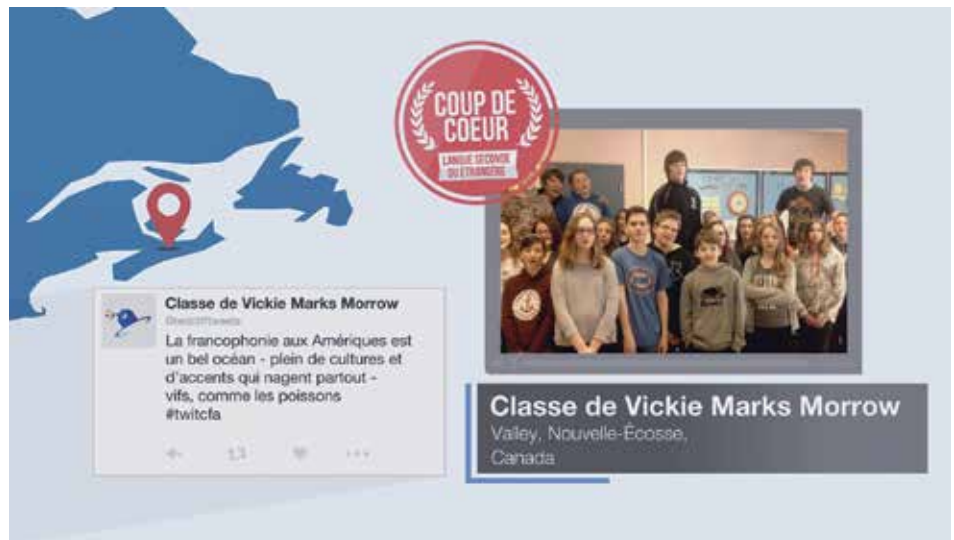 COUP DE
COEUR
LANGUE SECONDE
OU ÉTRANGÈRE
Classe de Vickie Marks Morrow
La francophonie aux Amériques est
un bel océan - plein de cultures et
d'accents qui nagent partout -
vifs, comme les poissons
#twitcfa
Classe de Vickie Marks Morrow
Valley, Nouvelle-Écosse,
Canada